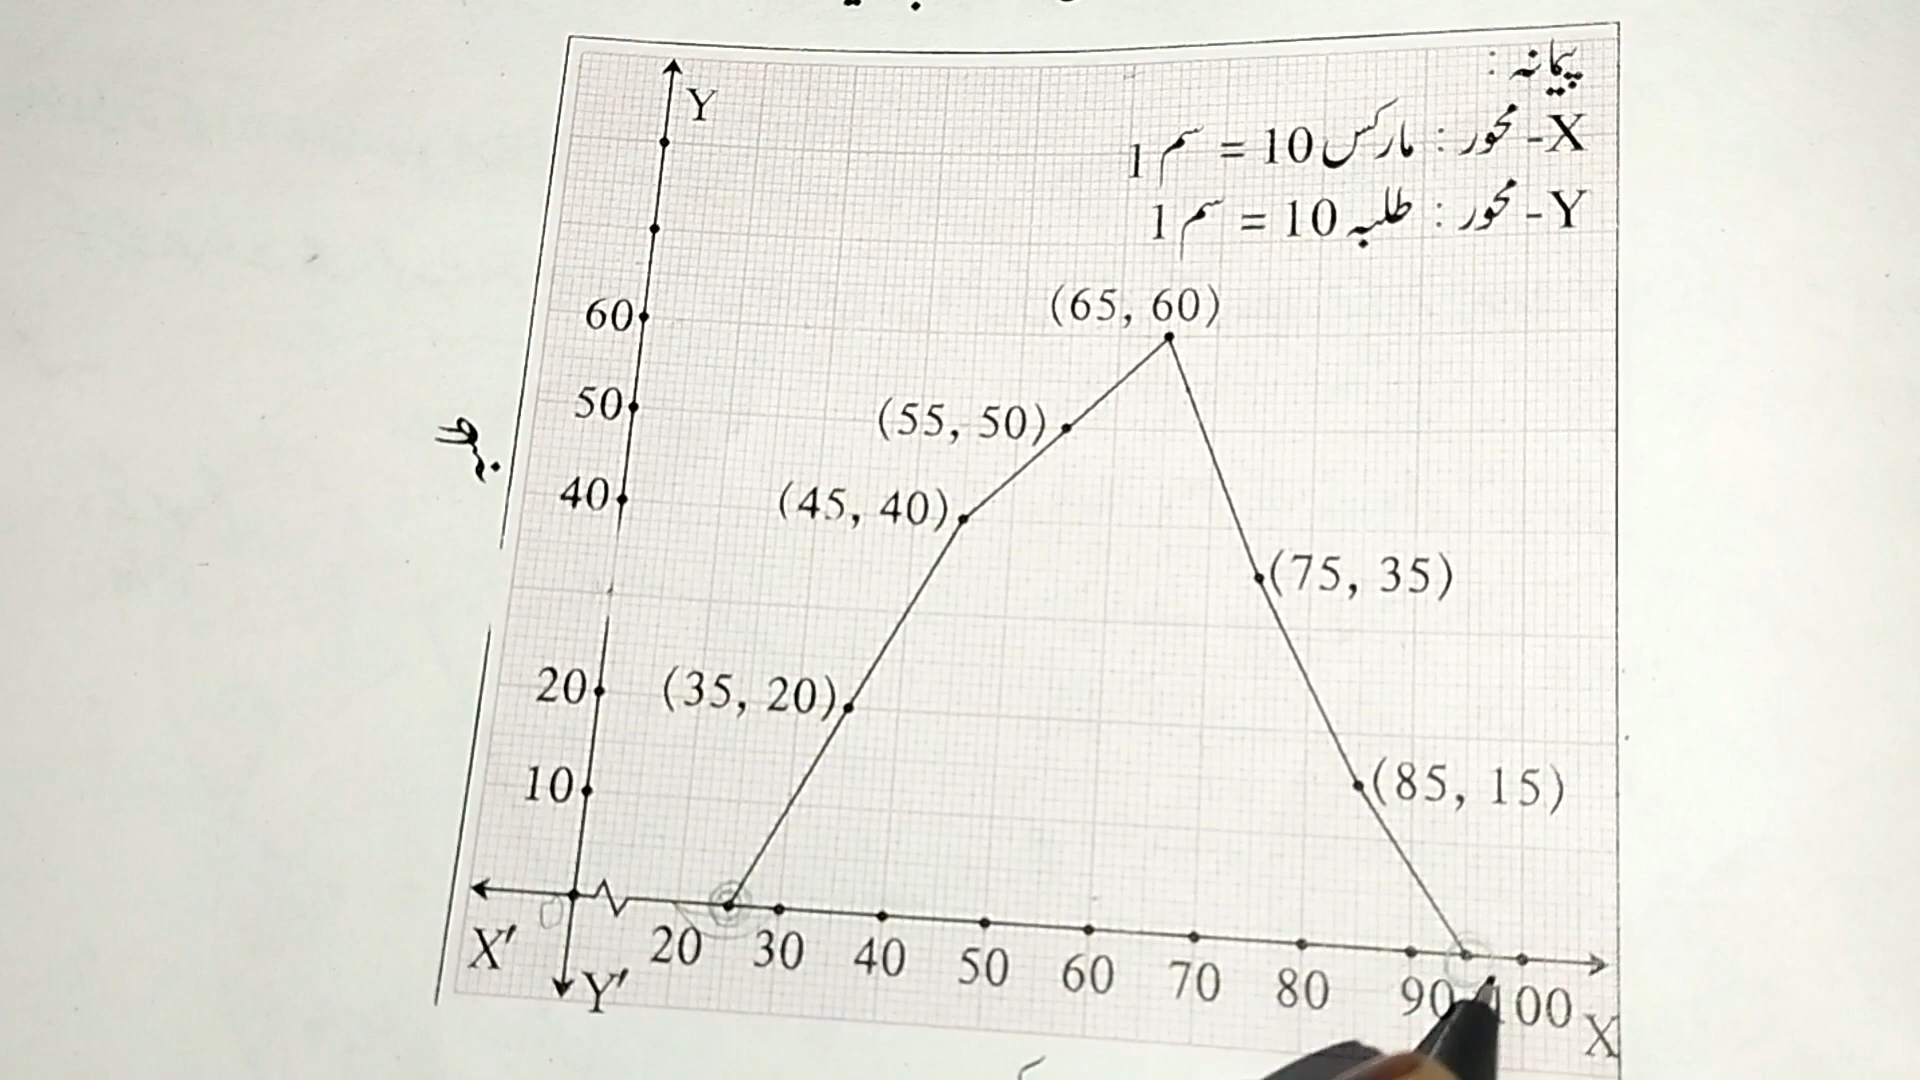 پیمانہ :
X- محور : مارکس 10 = سم 1
Y- محور : طلبہ 10 = سم 1
Y
60
50
40
20
10
(65, 60)
(55, 50)
(45, 40)
(75, 35)
(35, 20)
(85, 15)
0
X'
Y'
20 30 40 50 60 70 80 90 100
X